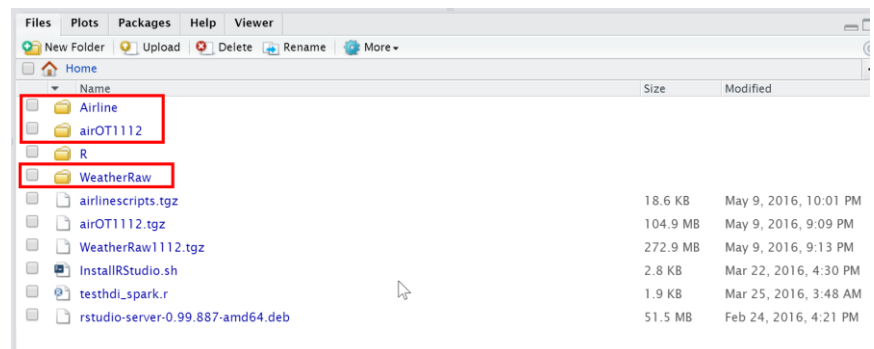 Files Plots Packages Help Viewer
New Folder Upload Delete Rename More
Home
Name Size Modified
Airline
airOT1112
R
WeatherRaw
airlinescripts.tgz 18.6 KB May 9, 2016, 10:01 PM
airOT1112.tgz 104.9 MB May 9, 2016, 9:09 PM
WeatherRaw1112.tgz 272.9 MB May 9, 2016, 9:13 PM
InstallRStudio.sh 2.8 KB Mar 22, 2016, 4:30 PM
testhdi_spark.r 1.9 KB Mar 25, 2016, 3:48 AM
rstudio-server-0.99.887-amd64.deb 51.5 MB Feb 24, 2016, 4:21 PM